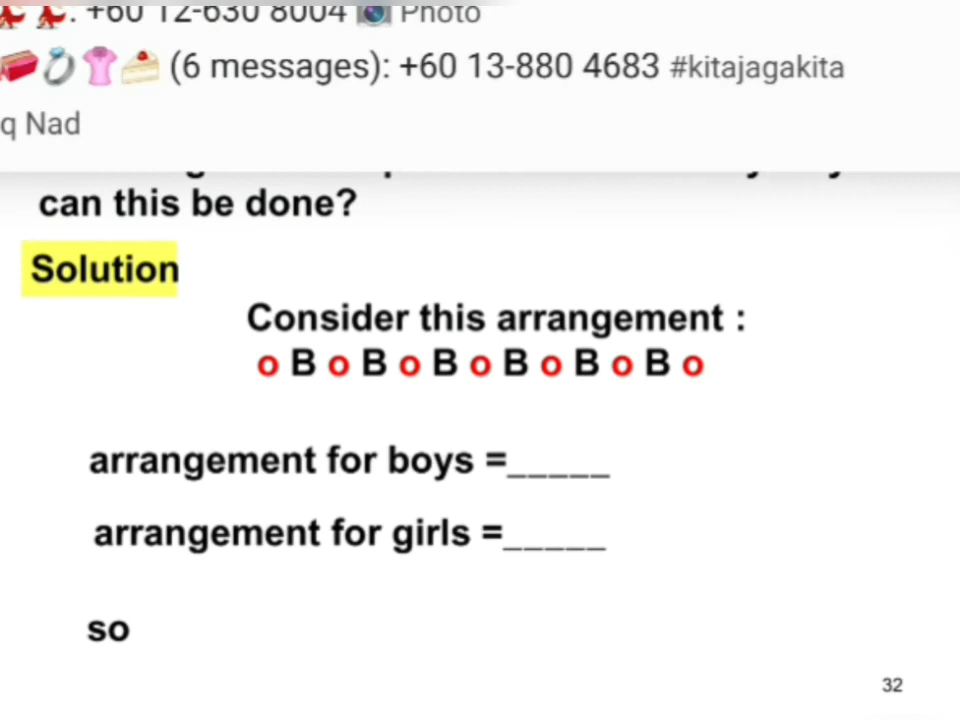 : +60 12-630 8004 📷 Photo
(6 messages): +60 13-880 4683 #kitajagakita
q Nad
can this be done?
Solution
Consider this arrangement :
o B o B o B o B o B o B o
arrangement for boys =_____
arrangement for girls =_____
so
32